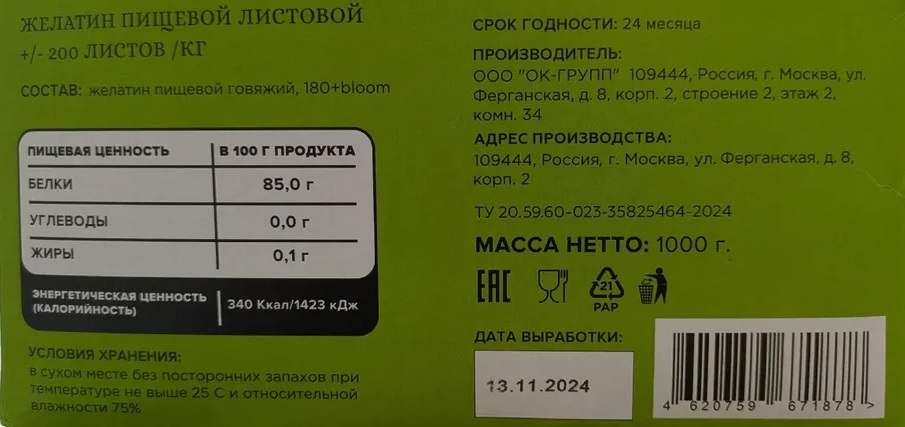 ЖЕЛАТИН ПИЩЕВОЙ ЛИСТОВОЙ
+/- 200 ЛИСТОВ /КГ
СОСТАВ: желатин пищевой говяжий, 180+bloom
ПИЩЕВАЯ ЦЕННОСТЬ В 100 Г ПРОДУКТА
БЕЛКИ 85,0 г
УГЛЕВОДЫ 0,0 г
ЖИРЫ 0,1 г
ЭНЕРГЕТИЧЕСКАЯ ЦЕННОСТЬ
(КАЛОРИЙНОСТЬ) 340 Ккал/1423 кДж
УСЛОВИЯ ХРАНЕНИЯ:
в сухом месте без посторонних запахов при
температуре не выше 25 С и относительной
влажности 75%
СРОК ГОДНОСТИ: 24 месяца
ПРОИЗВОДИТЕЛЬ:
ООО "ОК-ГРУПП" 109444, Россия, г. Москва, ул.
Ферганская, д. 8, корп. 2, строение 2, этаж 2,
комн. 34
АДРЕС ПРОИЗВОДСТВА:
109444, Россия, г. Москва, ул. Ферганская, д. 8,
корп. 2
ТУ 20.59.60-023-35825464-2024
МАССА НЕТТО: 1000 г.
ЕАС
21
PAP
ДАТА ВЫРАБОТКИ:
13.11.2024
4 620759 671878 >